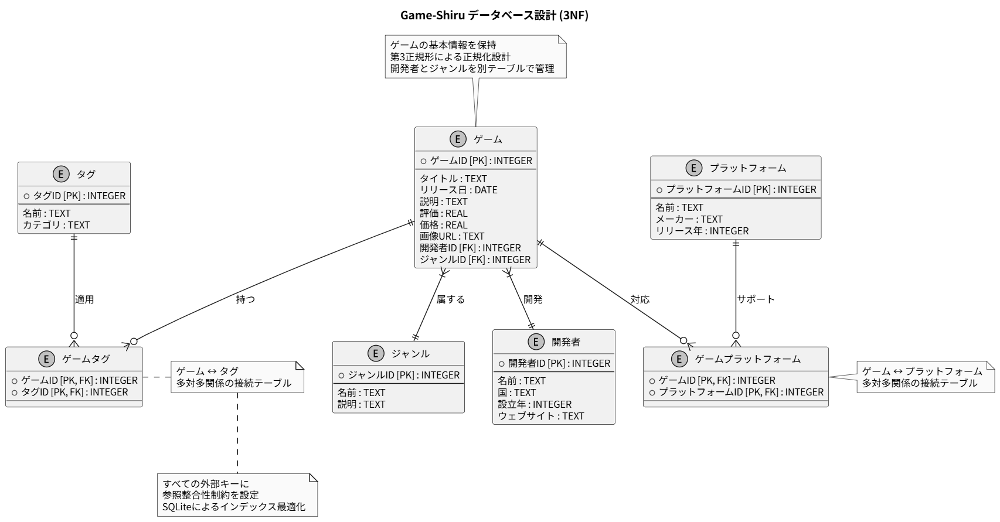 Game-Shiru データベース設計 (3NF)
ゲームの基本情報を保持
第3正規形による正規化設計
開発者とジャンルを別テーブルで管理
E ゲーム
ゲームID [PK] : INTEGER
タイトル : TEXT
リリース日 : DATE
説明 : TEXT
評価 : REAL
価格 : REAL
画像URL : TEXT
開発者ID [FK] : INTEGER
ジャンルID [FK] : INTEGER
E タグ
タグID [PK] : INTEGER
名前 : TEXT
カテゴリ : TEXT
E プラットフォーム
プラットフォームID [PK] : INTEGER
名前 : TEXT
メーカー : TEXT
リリース年 : INTEGER
適用
持つ
属する
開発
対応
サポート
E ゲームタグ
ゲームID [PK, FK] : INTEGER
タグID [PK, FK] : INTEGER
ゲーム ↔ タグ
多対多関係の接続テーブル
E ジャンル
ジャンルID [PK] : INTEGER
名前 : TEXT
説明 : TEXT
E 開発者
開発者ID [PK] : INTEGER
名前 : TEXT
国 : TEXT
設立年 : INTEGER
ウェブサイト : TEXT
E ゲームプラットフォーム
ゲームID [PK, FK] : INTEGER
プラットフォームID [PK, FK] : INTEGER
ゲーム ↔ プラットフォーム
多対多関係の接続テーブル
すべての外部キーに
参照整合性制約を設定
SQLiteによるインデックス最適化